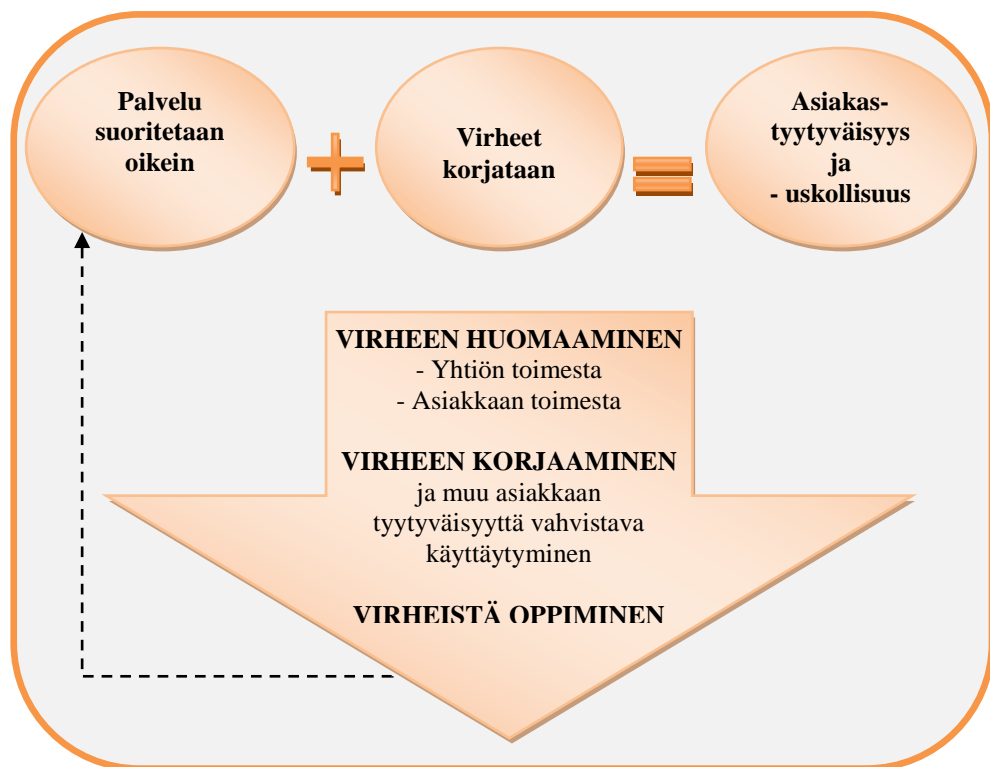 Palvelu
suoritetaan
oikein
Virheet
korjataan
Asiakas-
tyytyväisyys
ja
- uskollisuus
VIRHEEN HUOMAAMINEN
- Yhtiön toimesta
- Asiakkaan toimesta
VIRHEEN KORJAAMINEN
ja muu asiakkaan
tyytyväisyyttä vahvistava
käyttäytyminen
VIRHEISTÄ OPPIMINEN